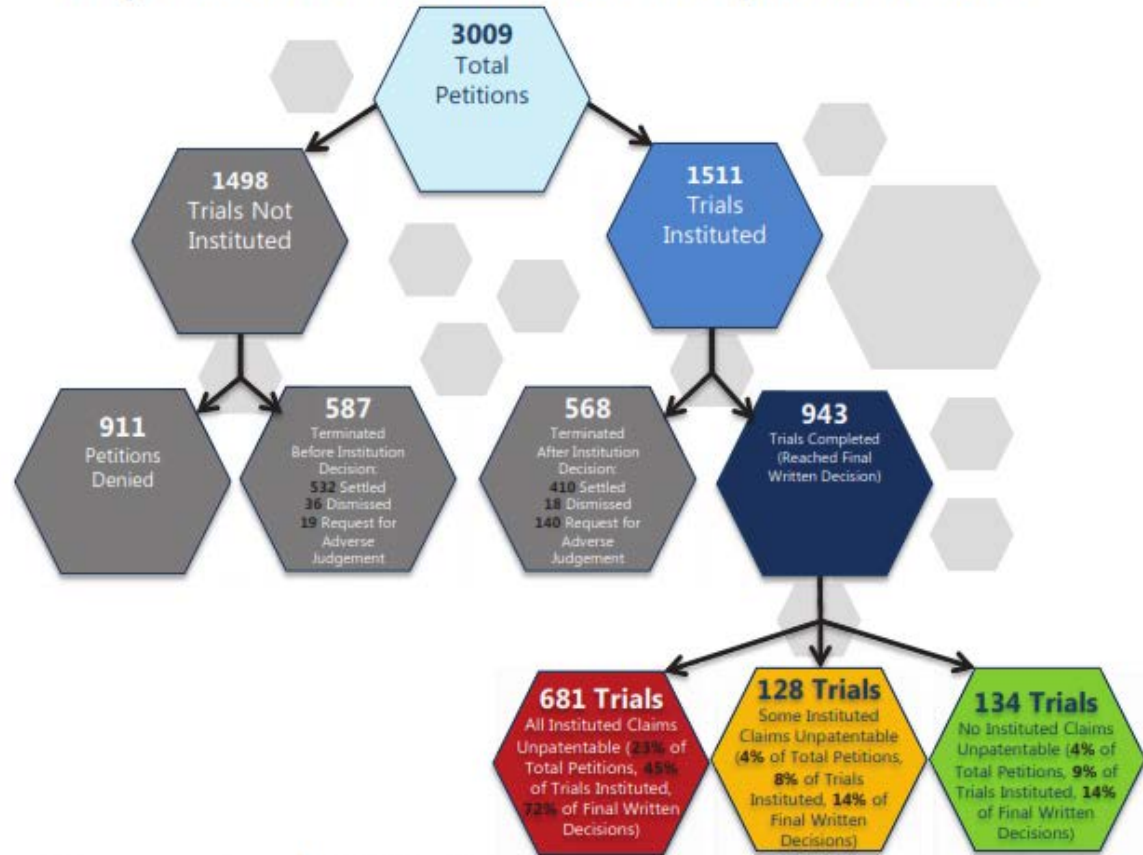 3009
Total
Petitions
1498
Trials Not
Instituted
1511
Trials
Instituted
911
Petitions
Denied
587
Terminated
Before Institution
Decision:
532 Settled
36 Dismissed
19 Request for
Adverse
Judgement
568
Terminated
After Institution
Decision:
410 Settled
18 Dismissed
140 Request for
Adverse
Judgement
943
Trials Completed
(Reached Final
Written Decision)
681 Trials
All Instituted Claims
Unpatentable (23% of
Total Petitions, 45%
of Trials Instituted,
72% of Final Written
Decisions)
128 Trials
Some Instituted
Claims Unpatentable
(4% of Total Petitions,
8% of Trials
Instituted, 14% of
Final Written
Decisions)
134 Trials
No Instituted Claims
Unpatentable (4% of
Total Petitions, 9% of
Trials Instituted, 14%
of Final Written
Decisions)